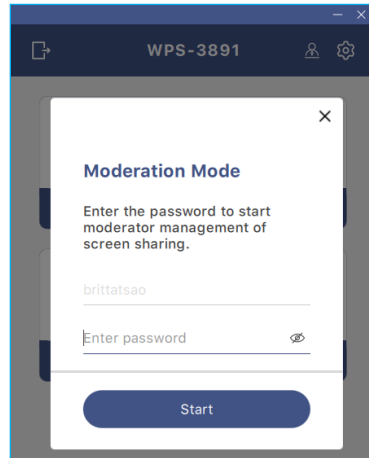 WPS-3891
Moderation Mode
Enter the password to start
moderator management of
screen sharing.
brittatsao
Enter password
Start